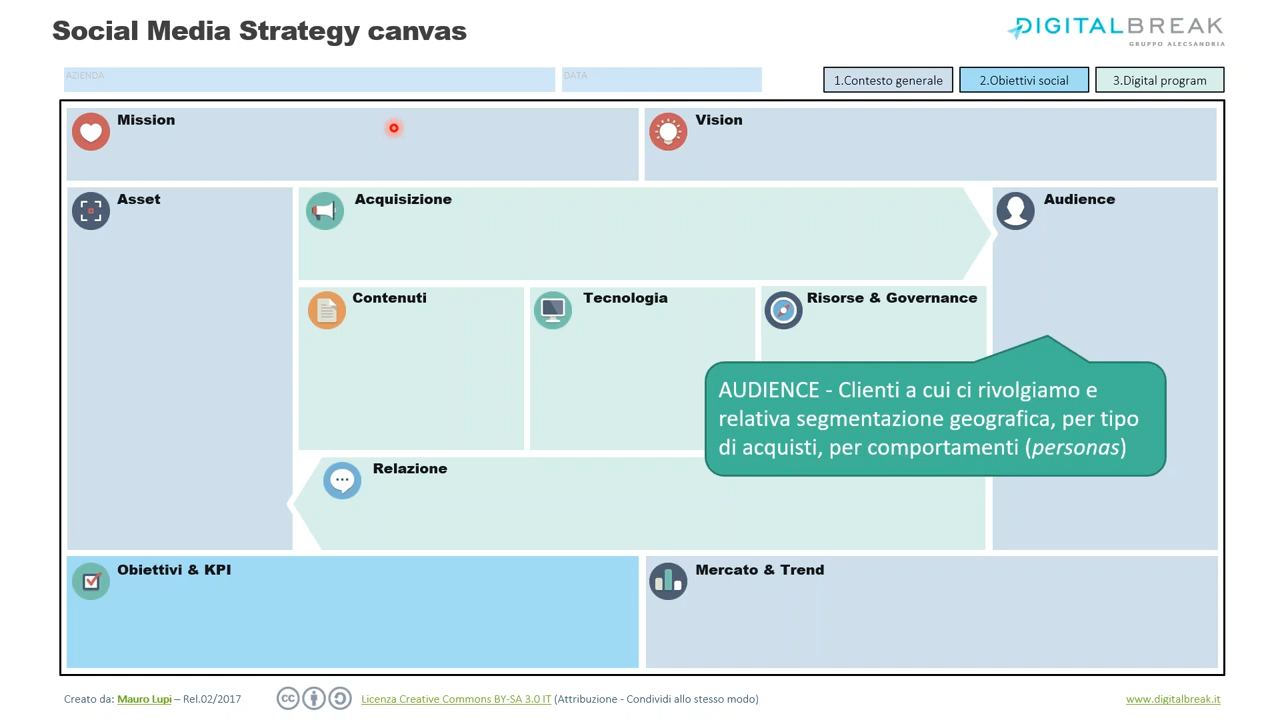 Social Media Strategy canvas
DIGITALBREAK
GRUPPO ALECSANDRIA
AZIENDA
DATA
1.Contesto generale
2.Obiettivi social
3.Digital program
Mission
Vision
Asset
Acquisizione
Audience
Contenuti
Tecnologia
Risorse & Governance
AUDIENCE - Clienti a cui ci rivolgiamo e
relativa segmentazione geografica, per tipo
di acquisti, per comportamenti (personas)
Relazione
Obiettivi & KPI
Mercato & Trend
Creato da: Mauro Lupi – Rel.02/2017
cc
Licenza Creative Commons BY-SA 3.0 IT (Attribuzione - Condividi allo stesso modo)
www.digitalbreak.it